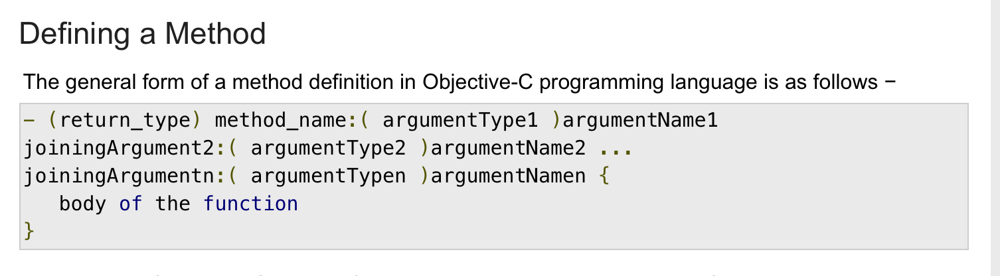 Defining a Method
The general form of a method definition in Objective-C programming language is as follows −
− (return_type) method_name:( argumentType1 )argumentName1
joiningArgument2:( argumentType2 )argumentName2 ...
joiningArgumentn:( argumentTypen )argumentNamen {
   body of the function
}